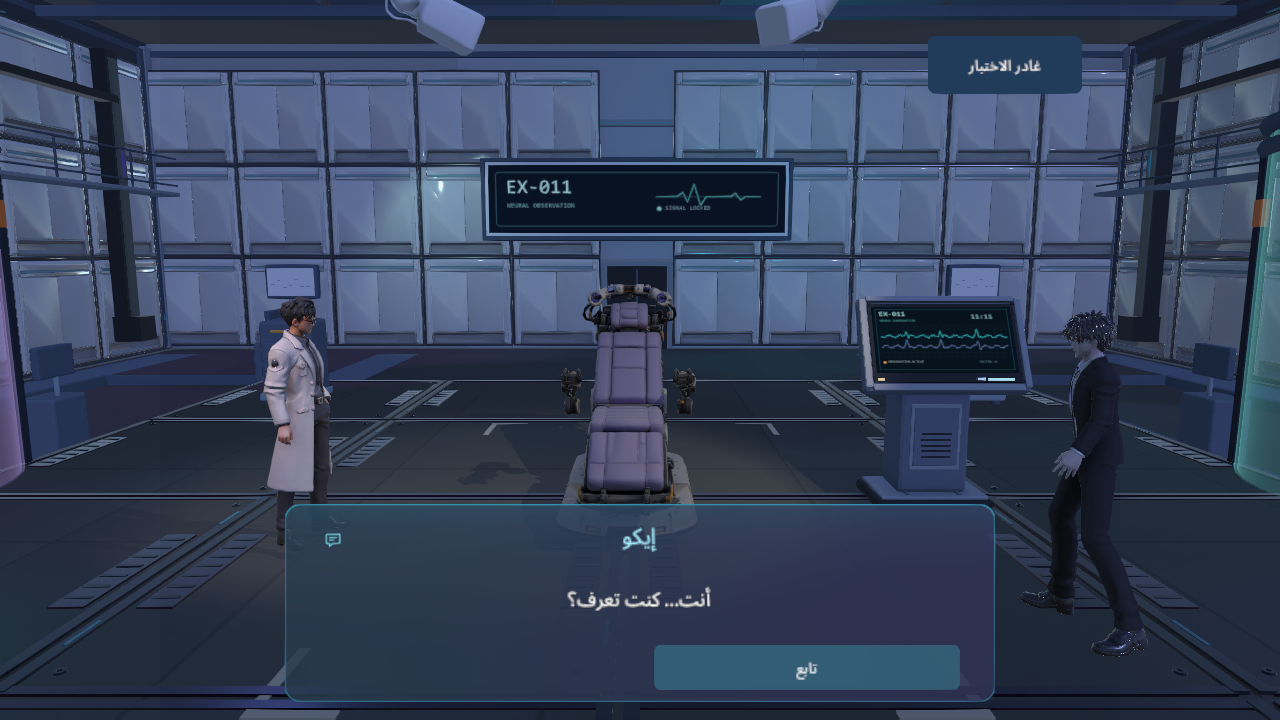 غادر الاختبار
EX-011
NEURAL OBSERVATION
SIGNAL LOCKED
EX-011
11:11
إيكو
أنت... كنت تعرف؟
تابع